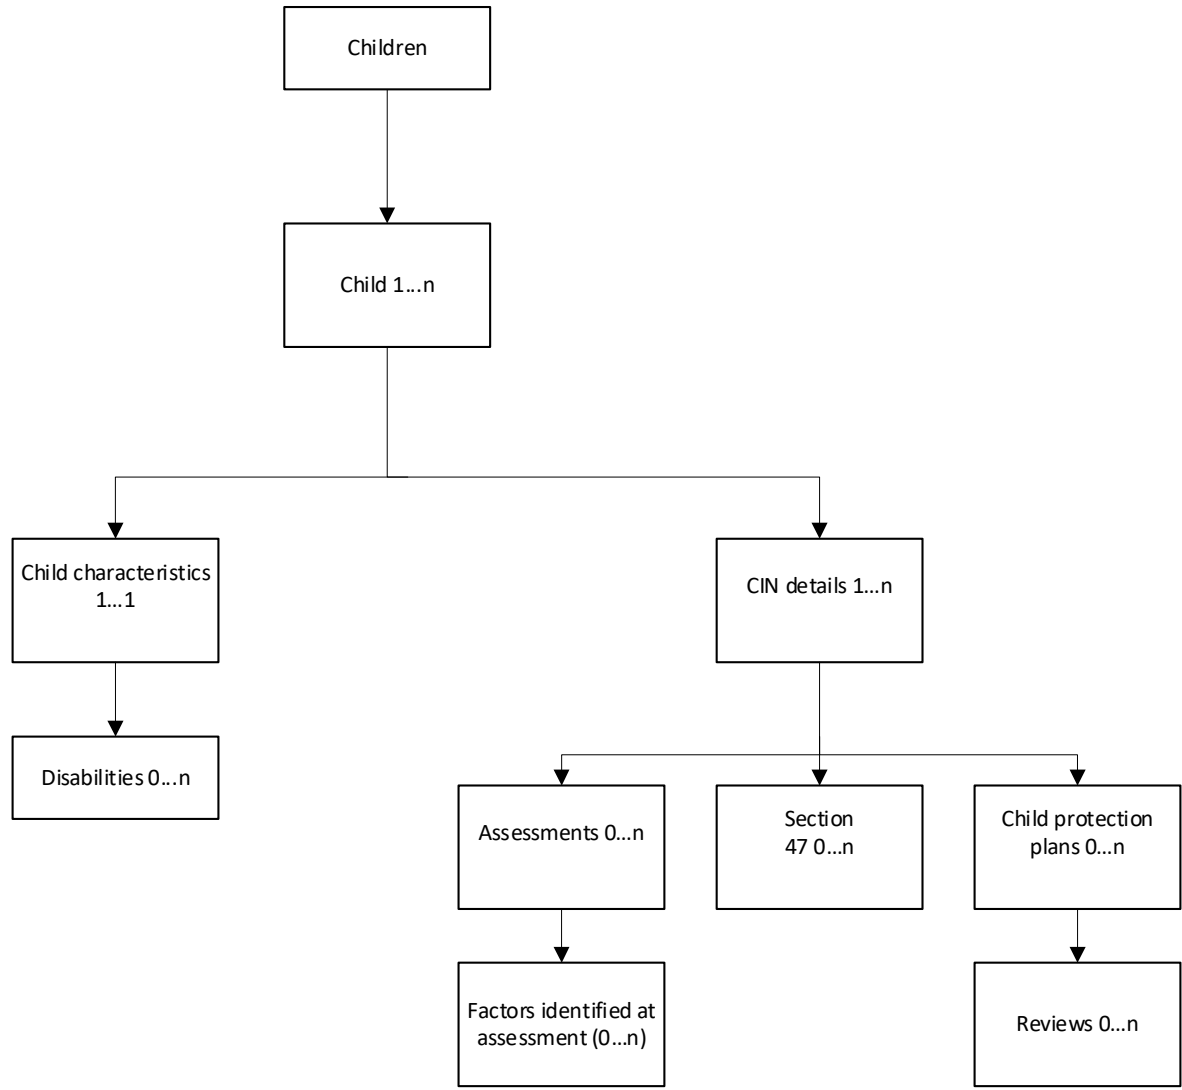 Children
Child 1...n
Child characteristics
1...1
CIN details 1...n
Disabilities 0...n
Assessments 0...n
Section
47 0...n
Child protection
plans 0...n
Factors identified at
assessment (0...n)
Reviews 0...n